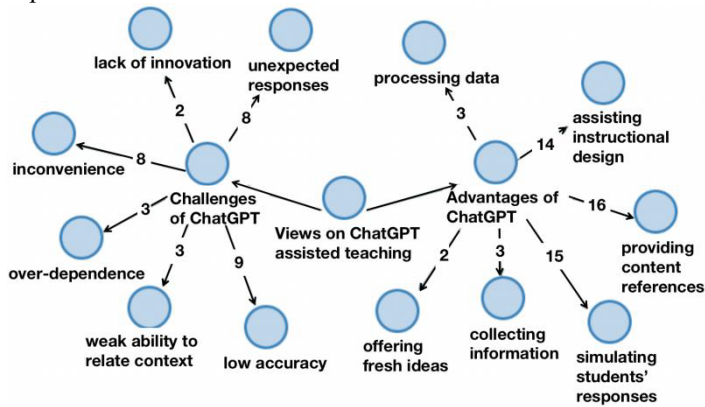 lack of innovation
unexpected
responses
processing data
2
8
3
assisting
instructional
design
14
inconvenience
8
Challenges
of ChatGPT
Views on ChatGPT
assisted teaching
Advantages of
ChatGPT
16
providing
content
references
3
over-dependence
3
9
2
3
15
weak ability to
relate context
low accuracy
offering
fresh ideas
collecting
information
simulating
students'
responses